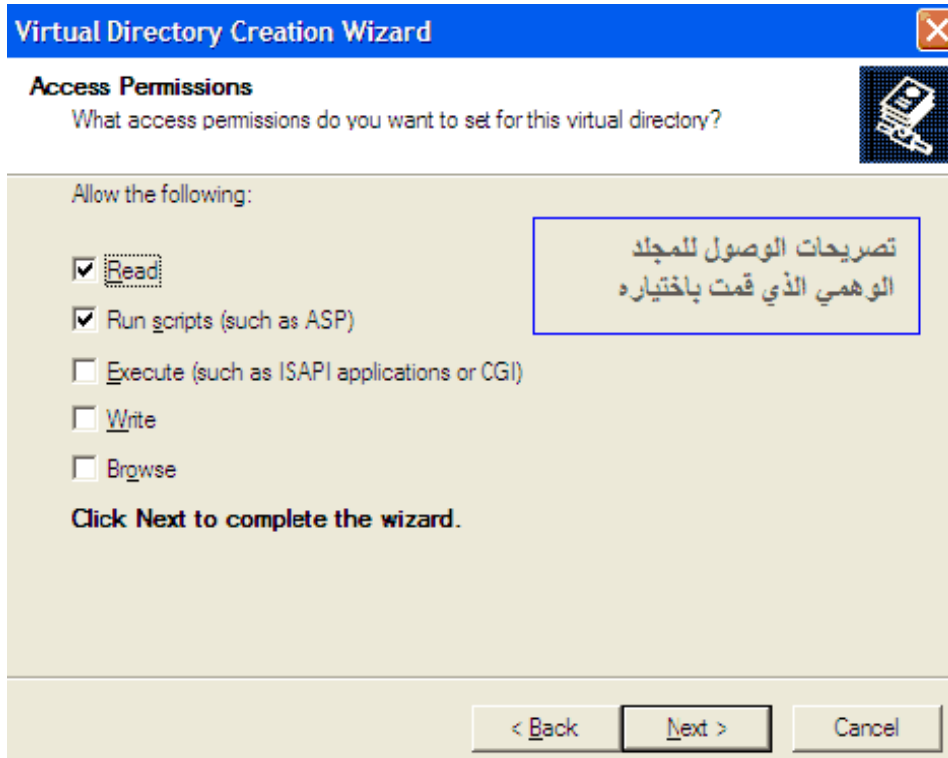 Virtual Directory Creation Wizard
Access Permissions
What access permissions do you want to set for this virtual directory?
Allow the following:
تصريحات الوصول للمجلد
الوهمي الذي قمت باختياره
Read
Run scripts (such as ASP)
Execute (such as ISAPI applications or CGI)
Write
Browse
Click Next to complete the wizard.
< Back
Next >
Cancel